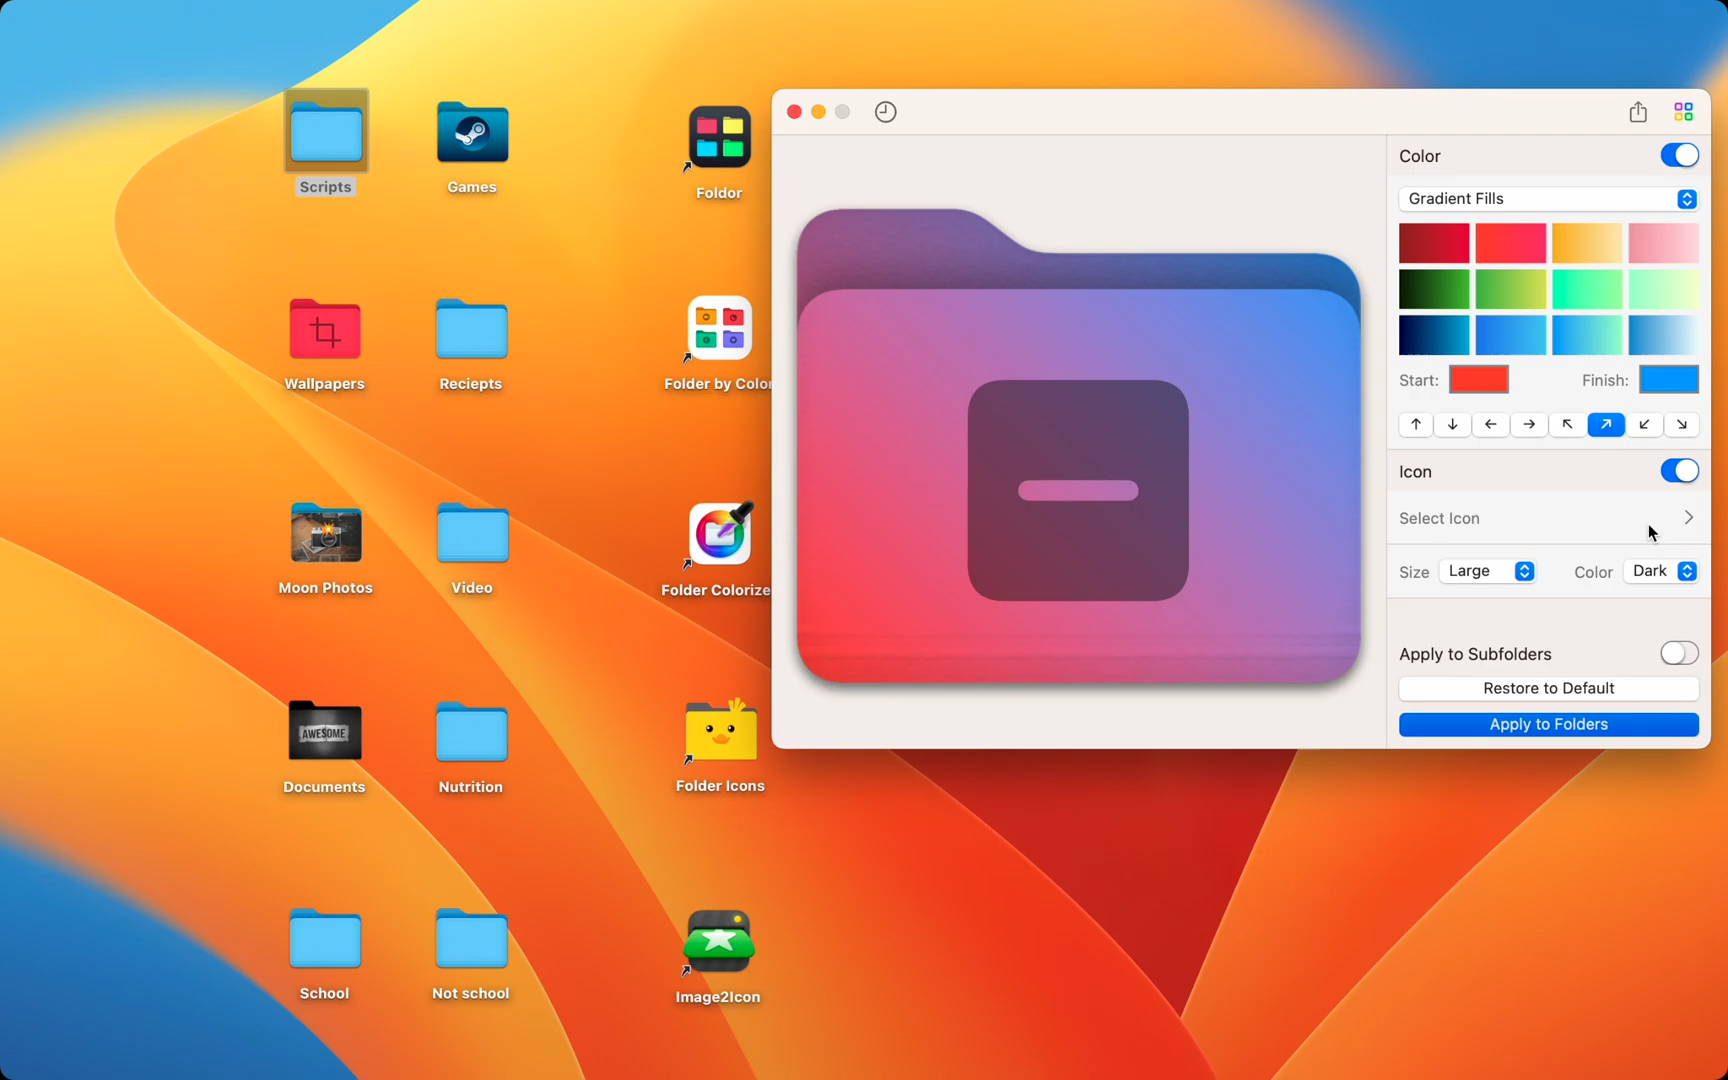 Scripts
Games
Foldor
Wallpapers
Reciepts
Folder by Color
Moon Photos
Video
Folder Colorize
AWESOME
Documents
Nutrition
Folder Icons
School
Not school
Image2Icon
Color
Gradient Fills
Start:
Finish:
Icon
Select Icon
Size
Large
Color
Dark
Apply to Subfolders
Restore to Default
Apply to Folders